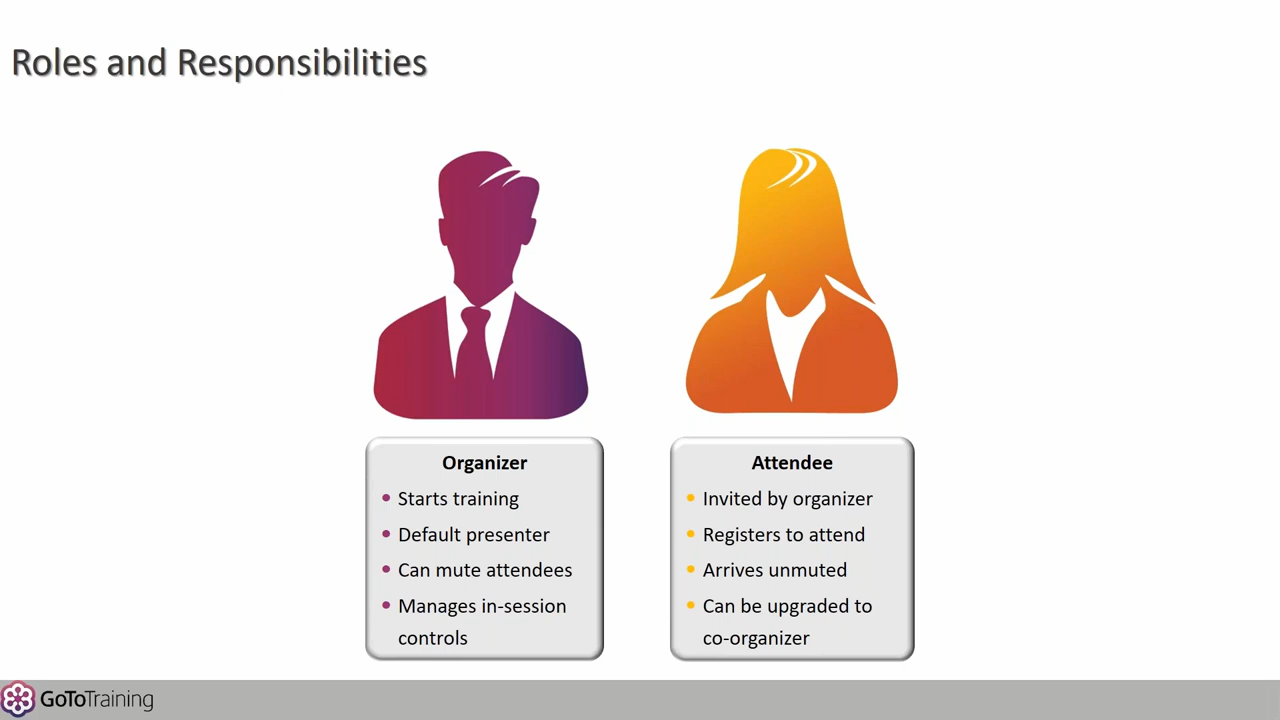 Roles and Responsibilities
Organizer
• Starts training
• Default presenter
• Can mute attendees
• Manages in-session
controls
Attendee
• Invited by organizer
• Registers to attend
• Arrives unmuted
• Can be upgraded to
co-organizer
GoToTraining